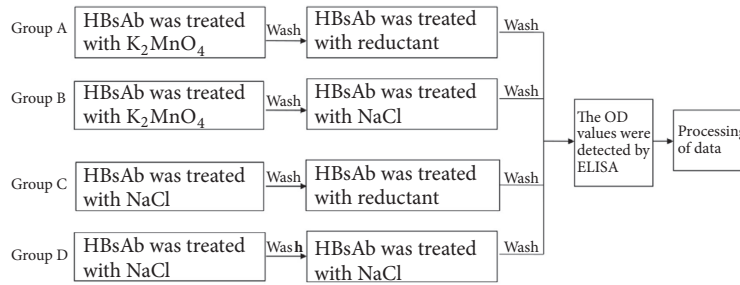 Group A
HBsAb was treated
with K₂MnO₄
Wash
HBsAb was treated
with reductant
Wash
Group B
HBsAb was treated
with K₂MnO₄
Wash
HBsAb was treated
with NaCl
Wash
Group C
HBsAb was treated
with NaCl
Wash
HBsAb was treated
with reductant
Wash
Group D
HBsAb was treated
with NaCl
Wash
HBsAb was treated
with NaCl
Wash
The OD
values were
detected by
ELISA
Processing
of data